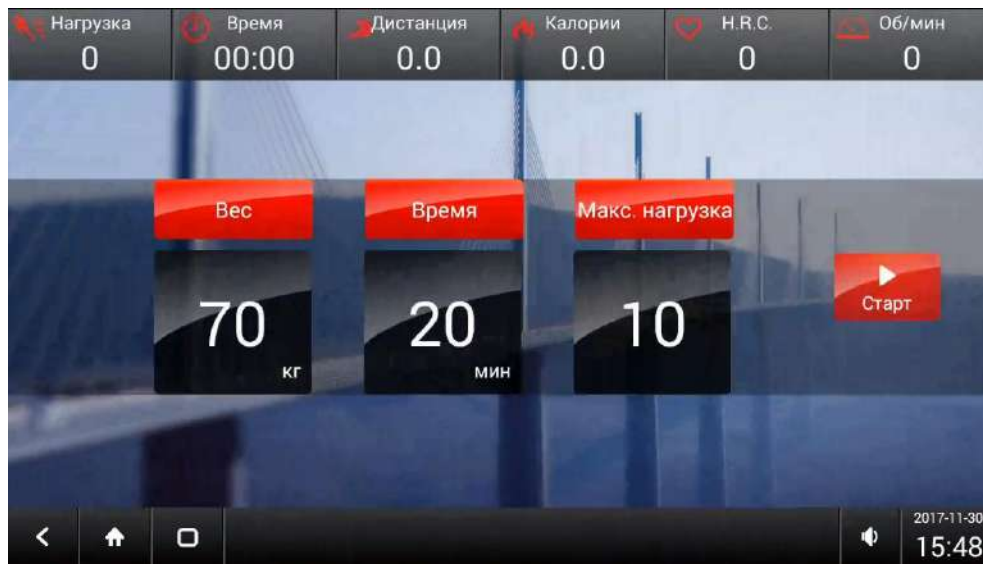 Нагрузка
0
Время
00:00
Дистанция
0.0
Калории
0.0
H.R.C.
0
Об/мин
0
Вес
70
кг
Время
20
мин
Макс. нагрузка
10
Старт
2017-11-30
15:48